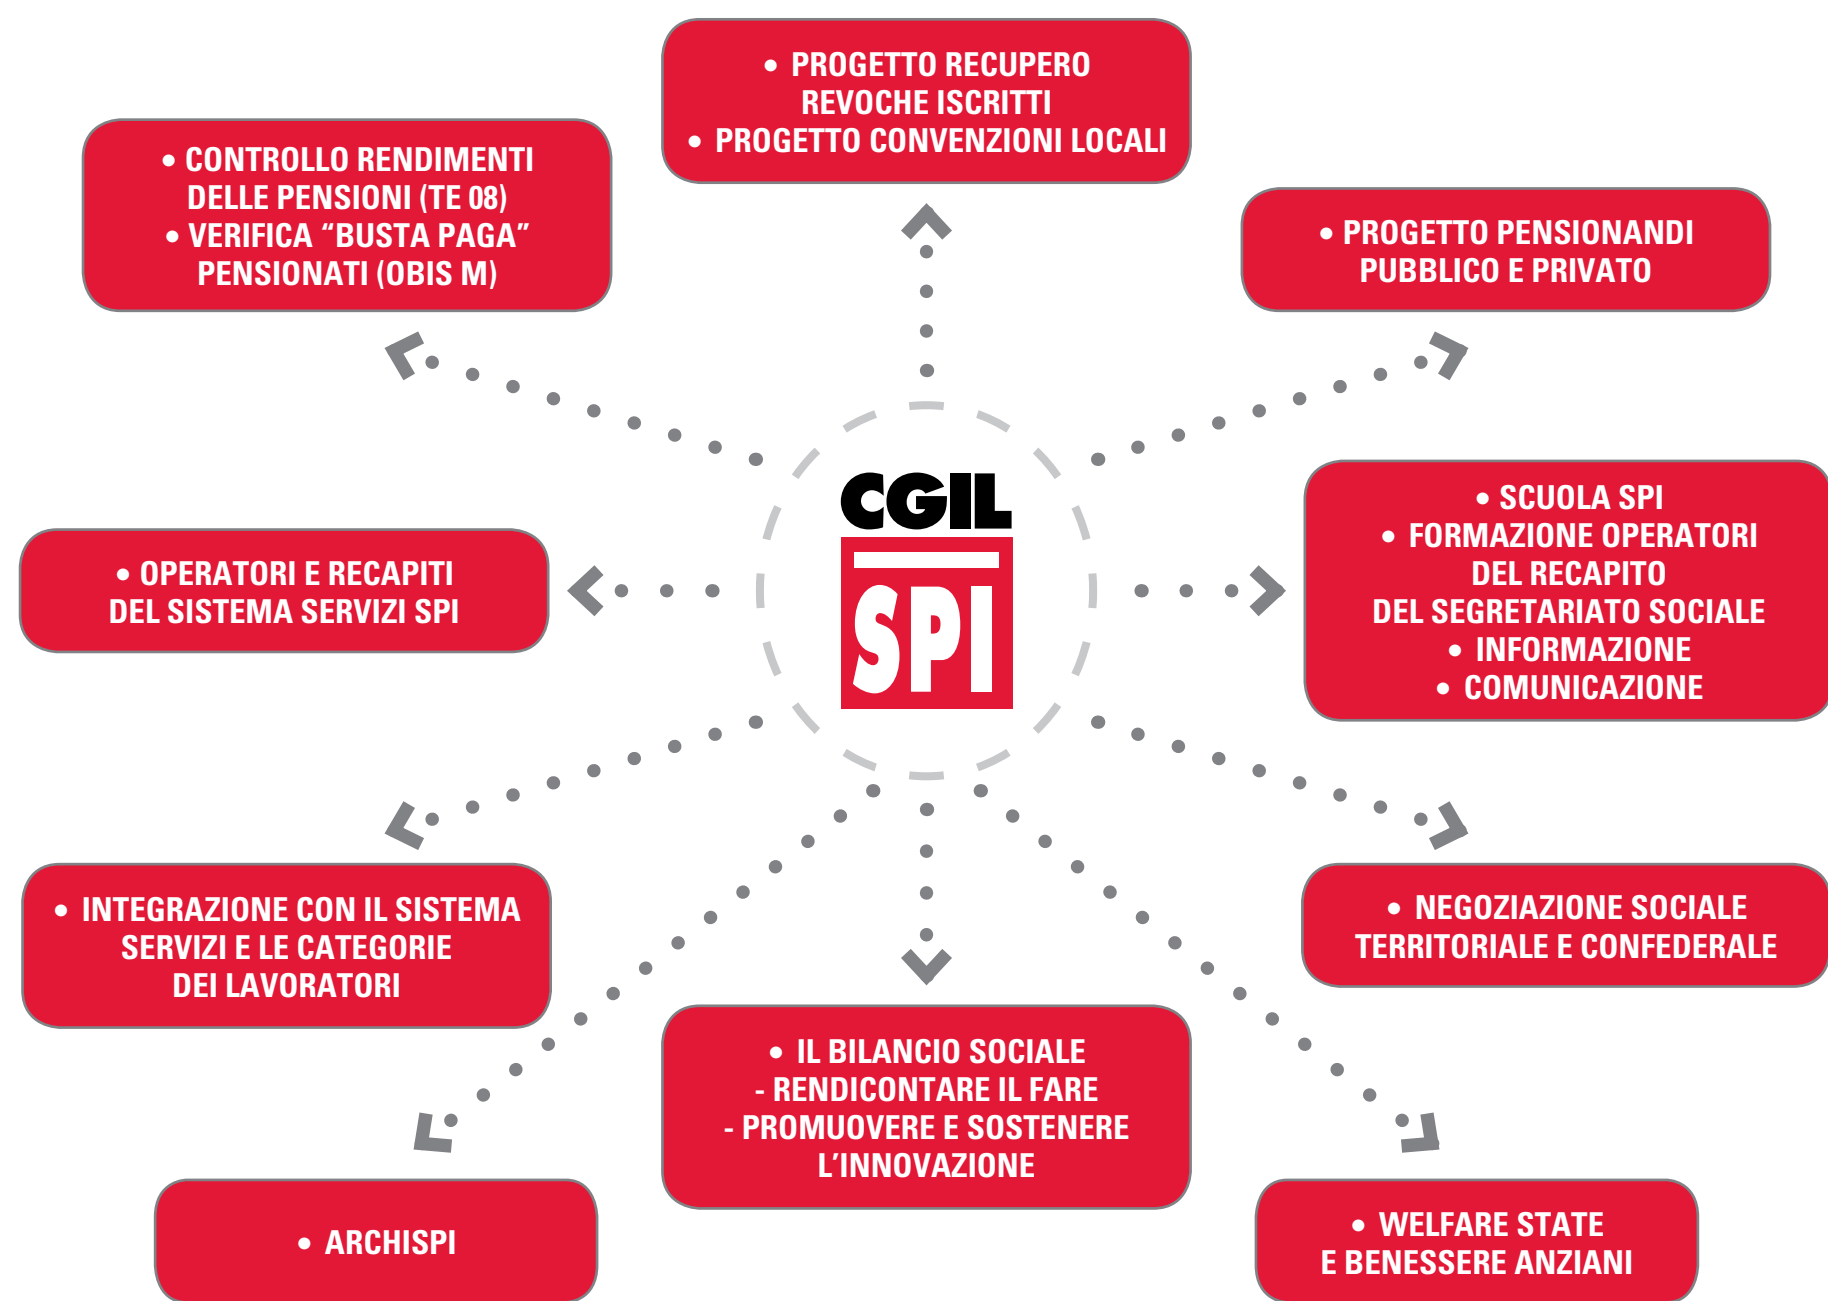 • PROGETTO RECUPERO
REVOCHE ISCRITTI
• PROGETTO CONVENZIONI LOCALI
• CONTROLLO RENDIMENTI
DELLE PENSIONI (TE 08)
• VERIFICA “BUSTA PAGA”
PENSIONATI (OBIS M)
• PROGETTO PENSIONANDI
PUBBLICO E PRIVATO
CGIL
SPI
• SCUOLA SPI
• FORMAZIONE OPERATORI
DEL RECAPITO
DEL SEGRETARIATO SOCIALE
• INFORMAZIONE
• COMUNICAZIONE
• OPERATORI E RECAPITI
DEL SISTEMA SERVIZI SPI
• INTEGRAZIONE CON IL SISTEMA
SERVIZI E LE CATEGORIE
DEI LAVORATORI
• NEGOZIAZIONE SOCIALE
TERRITORIALE E CONFEDERALE
• IL BILANCIO SOCIALE
- RENDICONTARE IL FARE
- PROMUOVERE E SOSTENERE
L’INNOVAZIONE
• ARCHISPI
• WELFARE STATE
E BENESSERE ANZIANI